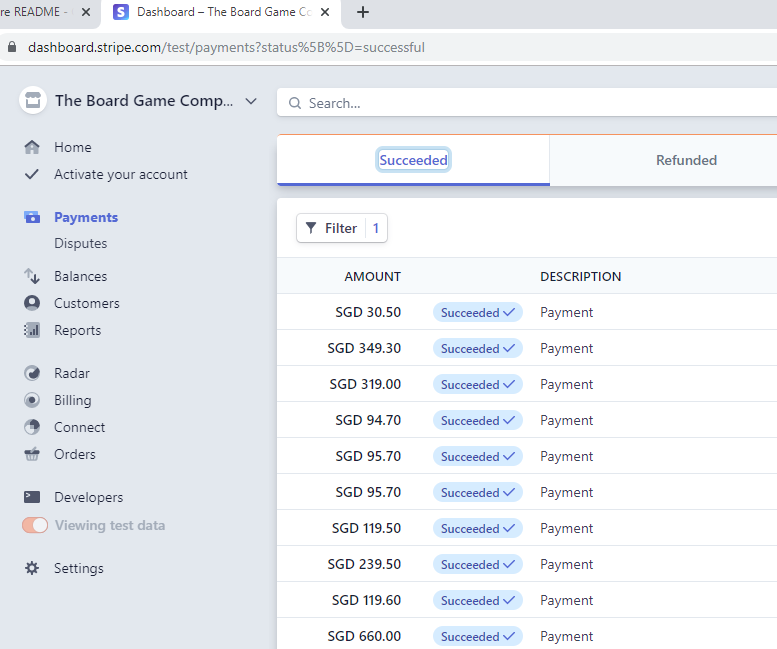 re README -
Dashboard – The Board Game Co
dashboard.stripe.com/test/payments?status%5B%5D=successful
The Board Game Comp...
Search...
Home
Activate your account
Payments
Disputes
Balances
Customers
Reports
Radar
Billing
Connect
Orders
Developers
Viewing test data
Settings
Succeeded
Refunded
Filter 1
AMOUNT DESCRIPTION
SGD 30.50 Succeeded Payment
SGD 349.30 Succeeded Payment
SGD 319.00 Succeeded Payment
SGD 94.70 Succeeded Payment
SGD 95.70 Succeeded Payment
SGD 95.70 Succeeded Payment
SGD 119.50 Succeeded Payment
SGD 239.50 Succeeded Payment
SGD 119.60 Succeeded Payment
SGD 660.00 Succeeded Payment